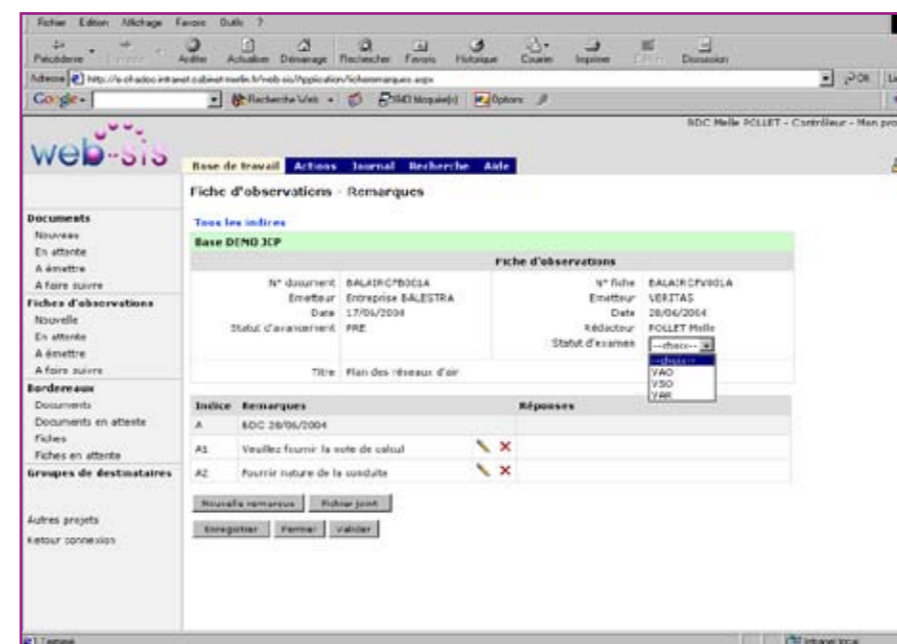 Fichier Edition Affichage Favoris Outils ?
Précédente Arrêter Actualiser Démarrage Rechercher Favoris Historique Courrier Imprimer Discussion
Adresse OK
Google Recherche Web Options
BDC Melle POLLET - Contrôleur - Mon pro
web-sis
Base de travail Actions Journal Recherche Aide
Fiche d'observations - Remarques
Tous les indices
Base DEMO JCP
Fiche d'observations
N° document BALAIRCFB001A N° fiche
Emetteur Entreprise BALESTRA Emetteur VERITAS
Date 17/06/2004 Date 28/06/2004
Statut d'avancement PRE Rédacteur POLLET Melle
Statut d'examen ---choix---
---choix---
VAO
VSO
VAR
Titre Plan des réseaux d'air
Indice Remarques Réponses
A BDC 28/06/2004
A1 Veuillez fournir la note de calcul
A2 Fournir nature de la conduite
Nouvelle remarque Fichier joint
Enregistrer Fermer Valider
Documents
Nouveau
En attente
A émettre
A faire suivre
Fiches d'observations
Nouvelle
En attente
A émettre
A faire suivre
Bordereaux
Documents
Documents en attente
Fiches
Fiches en attente
Groupes de destinataires
Autres projets
Retour connexion
Terminé
Intranet local